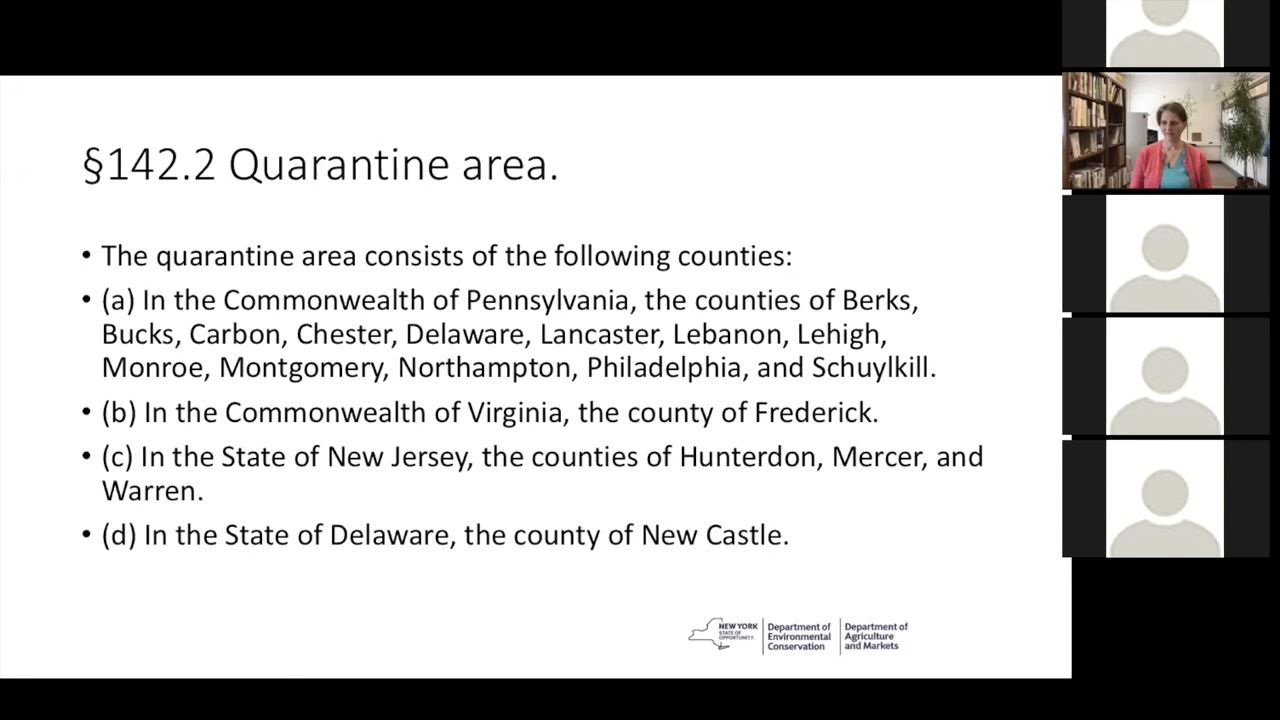 §142.2 Quarantine area.
• The quarantine area consists of the following counties:
• (a) In the Commonwealth of Pennsylvania, the counties of Berks,
Bucks, Carbon, Chester, Delaware, Lancaster, Lebanon, Lehigh,
Monroe, Montgomery, Northampton, Philadelphia, and Schuylkill.
• (b) In the Commonwealth of Virginia, the county of Frederick.
• (c) In the State of New Jersey, the counties of Hunterdon, Mercer, and
Warren.
• (d) In the State of Delaware, the county of New Castle.
NEW YORK
STATE OF
OPPORTUNITY.
Department of
Environmental
Conservation
Department of
Agriculture
and Markets